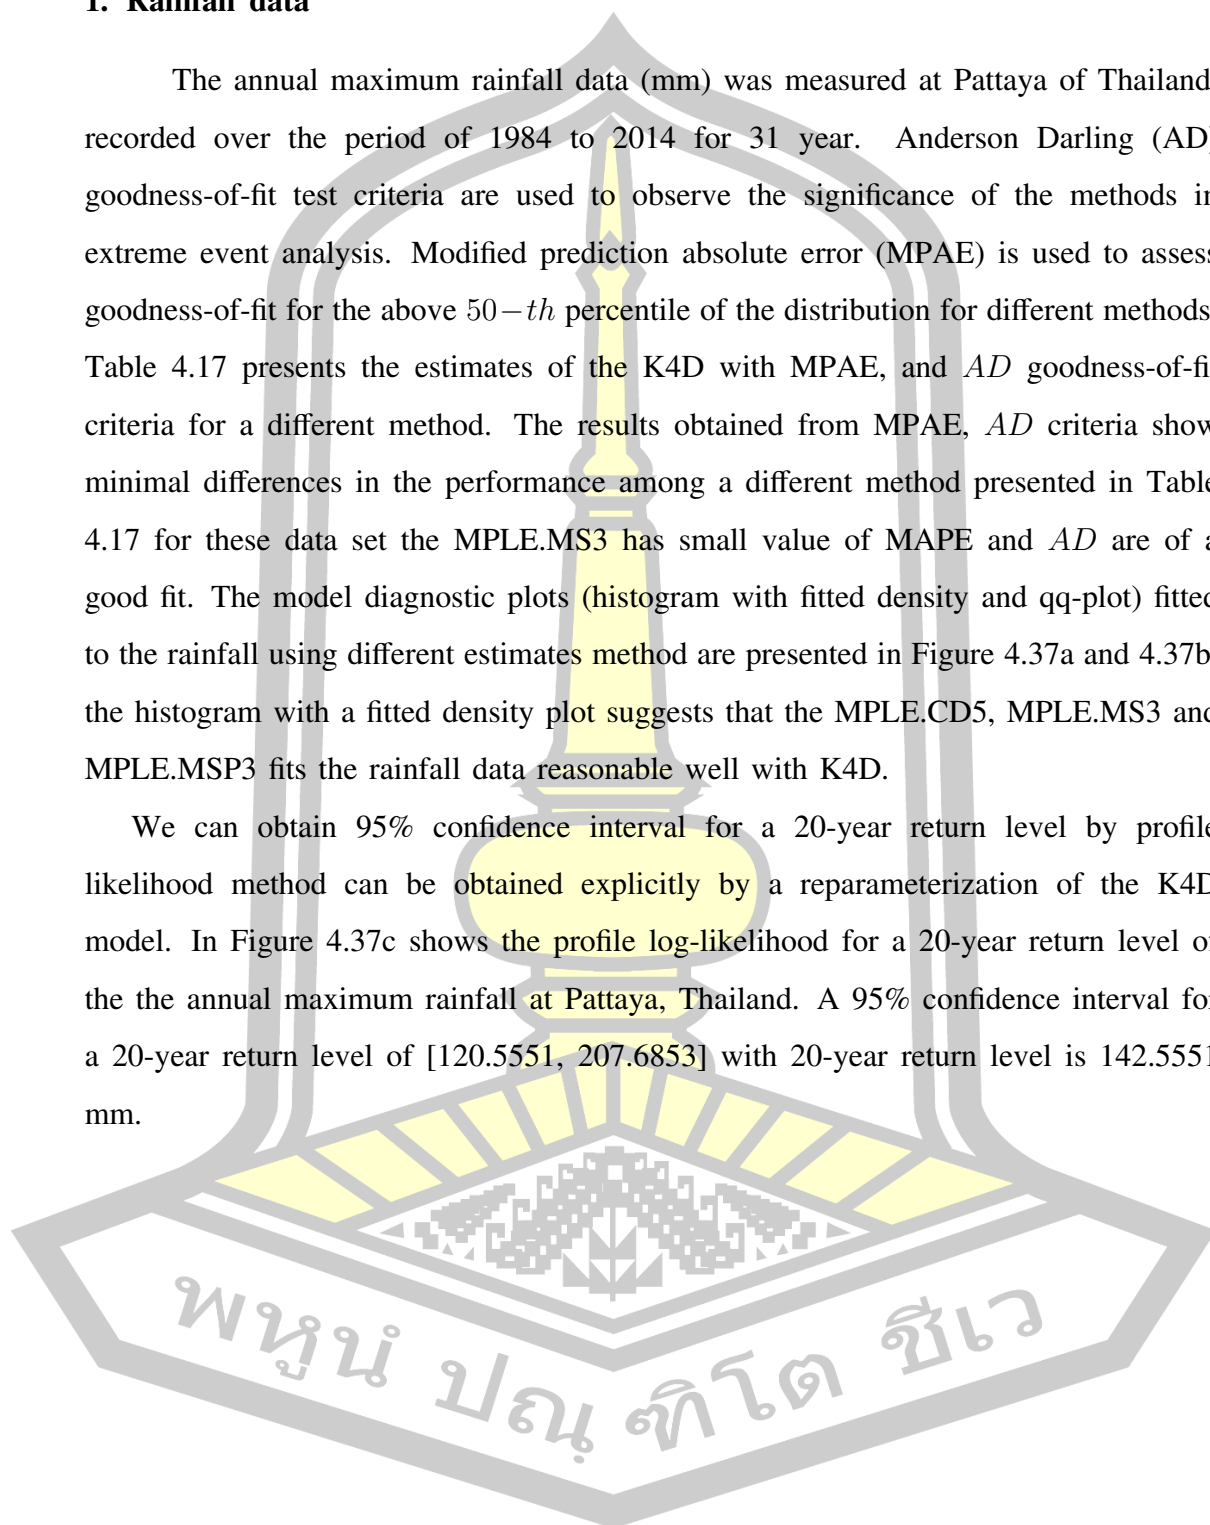 1. Rainfall data
The annual maximum rainfall data (mm) was measured at Pattaya of Thailand
recorded over the period of 1984 to 2014 for 31 year. Anderson Darling (AD)
goodness-of-fit test criteria are used to observe the significance of the methods in
extreme event analysis. Modified prediction absolute error (MPAE) is used to assess
goodness-of-fit for the above 50−th percentile of the distribution for different methods.
Table 4.17 presents the estimates of the K4D with MPAE, and AD goodness-of-fit
criteria for a different method. The results obtained from MPAE, AD criteria show
minimal differences in the performance among a different method presented in Table
4.17 for these data set the MPLE.MS3 has small value of MAPE and AD are of a
good fit. The model diagnostic plots (histogram with fitted density and qq-plot) fitted
to the rainfall using different estimates method are presented in Figure 4.37a and 4.37b,
the histogram with a fitted density plot suggests that the MPLE.CD5, MPLE.MS3 and
MPLE.MSP3 fits the rainfall data reasonable well with K4D.
We can obtain 95% confidence interval for a 20-year return level by profile
likelihood method can be obtained explicitly by a reparameterization of the K4D
model. In Figure 4.37c shows the profile log-likelihood for a 20-year return level of
the the annual maximum rainfall at Pattaya, Thailand. A 95% confidence interval for
a 20-year return level of [120.5551, 207.6853] with 20-year return level is 142.5551
mm.
พหูนํ ปณฺฑิโต ชีเว